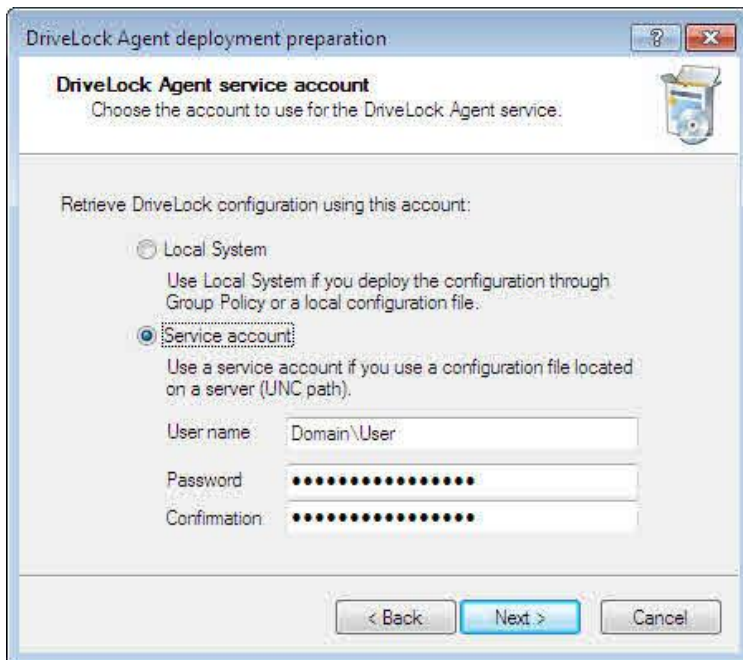 DriveLock Agent deployment preparation
DriveLock Agent service account
Choose the account to use for the DriveLock Agent service.
Retrieve DriveLock configuration using this account:
Local System
Use Local System if you deploy the configuration through
Group Policy or a local configuration file.
Service account
Use a service account if you use a configuration file located
on a server (UNC path).
User name Domain\User
Password ••••••••••••••••
Confirmation ••••••••••••••••
< Back Next > Cancel